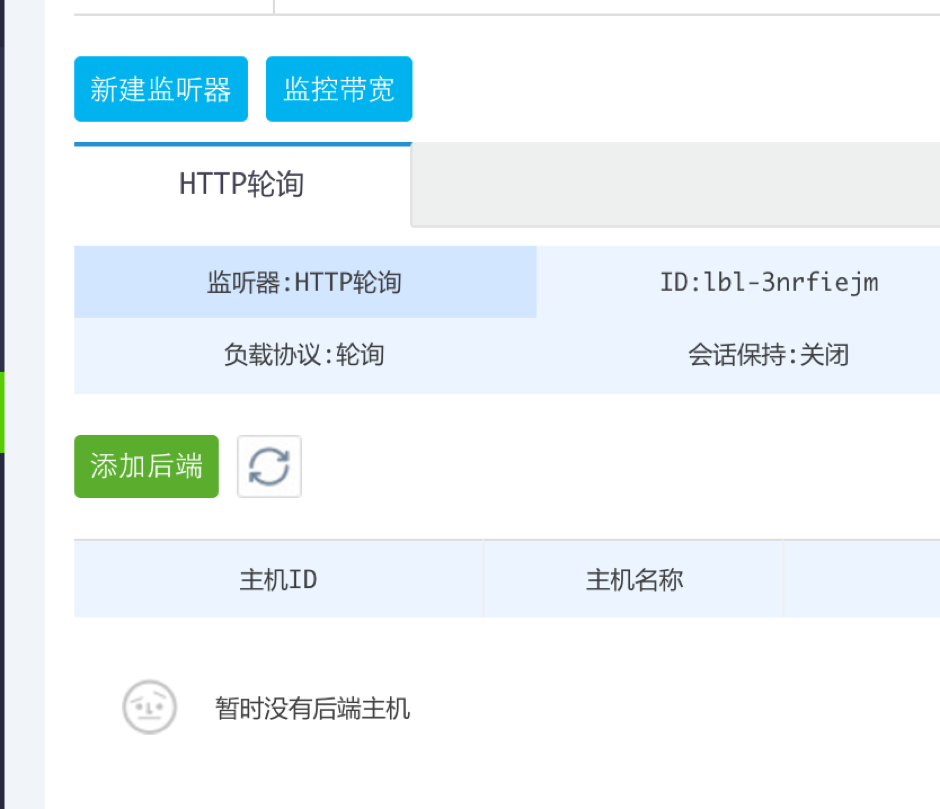 新建监听器 监控带宽
HTTP轮询
监听器:HTTP轮询 ID:lbl-3nrfiejm
负载协议:轮询 会话保持:关闭
添加后端
主机ID 主机名称
暂时没有后端主机